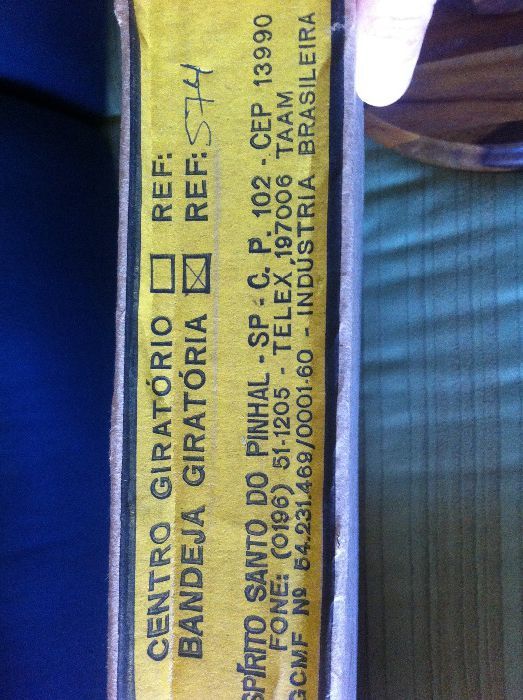 CENTRO GIRATÓRIO ☐ REF:
BANDEJA GIRATÓRIA ☒ REF: 574
SPÍRITO SANTO DO PINHAL - SP - C. P. 102 - CEP 13990
FONE: (0196) 51-1205 - TELEX 197006 TAAM
GCMF Nº 54.231.469/0001-60 - INDÚSTRIA BRASILEIRA